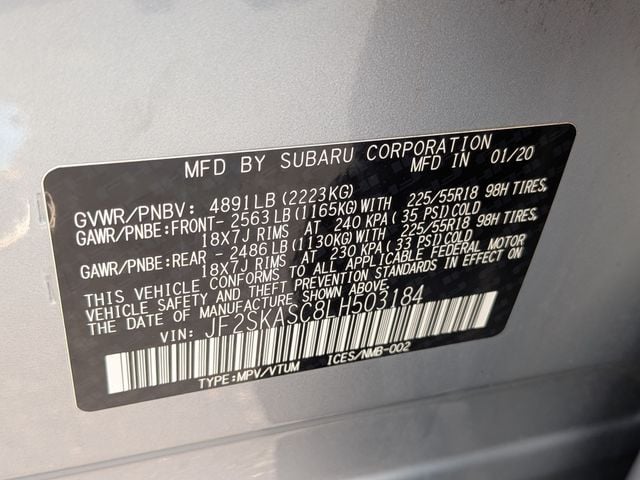 MFD BY SUBARU CORPORATION
MFD IN 01/20
GVWR/PNBV: 4891LB (2223KG)
GAWR/PNBE:FRONT- 2563 LB (1165KG)WITH 225/55R18 98H TIRES,
18X7J RIMS AT 240 KPA (35 PSI)COLD
GAWR/PNBE:REAR - 2486 LB (1130KG)WITH 225/55R18 98H TIRES,
18X7J RIMS AT 230 KPA (33 PSI)COLD
THIS VEHICLE CONFORMS TO ALL APPLICABLE FEDERAL MOTOR
VEHICLE SAFETY AND THEFT PREVENTION STANDARDS IN EFFECT ON
THE DATE OF MANUFACTURE SHOWN ABOVE.
VIN: JF2SKASC8LH503184
TYPE:MPV/VTUM ICES/NMB-002